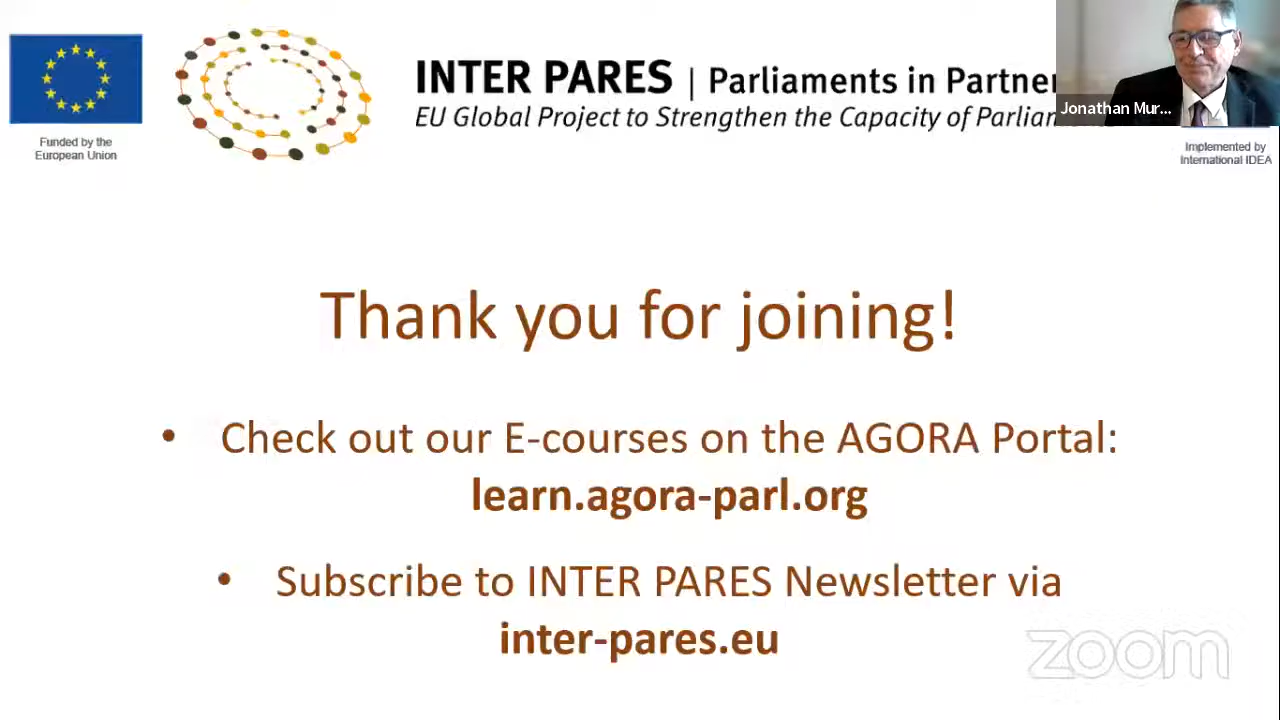 INTER PARES | Parliaments in Partner
EU Global Project to Strengthen the Capacity of Parliam
Jonathan Mur...
Funded by the
European Union
Implemented by
International IDEA
Thank you for joining!
• Check out our E-courses on the AGORA Portal:
learn.agora-parl.org
• Subscribe to INTER PARES Newsletter via
inter-pares.eu
zoom